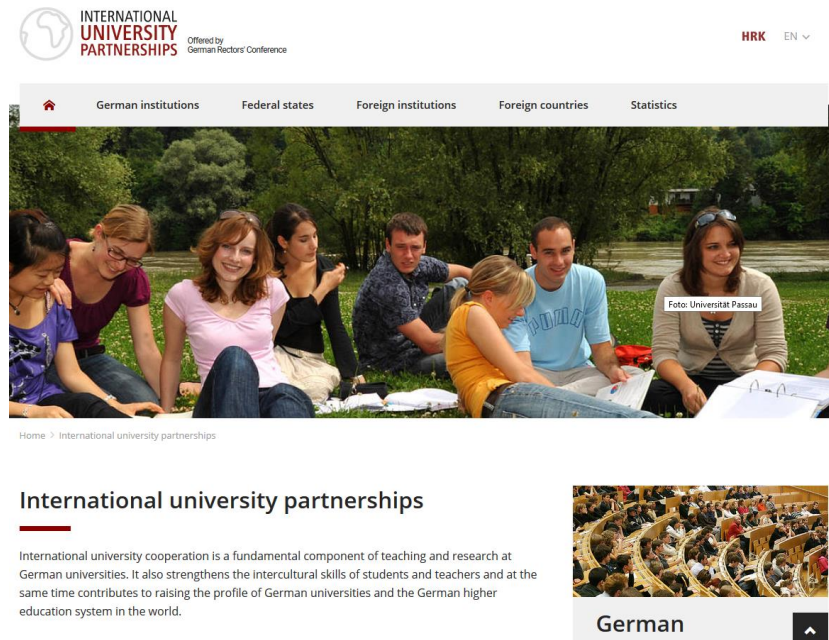 INTERNATIONAL
UNIVERSITY
PARTNERSHIPS
Offered by
German Rectors' Conference
HRK EN
German institutions Federal states Foreign institutions Foreign countries Statistics
PUMA
Foto: Universität Passau
Home > International university partnerships
International university partnerships
International university cooperation is a fundamental component of teaching and research at
German universities. It also strengthens the intercultural skills of students and teachers and at the
same time contributes to raising the profile of German universities and the German higher
education system in the world.
German